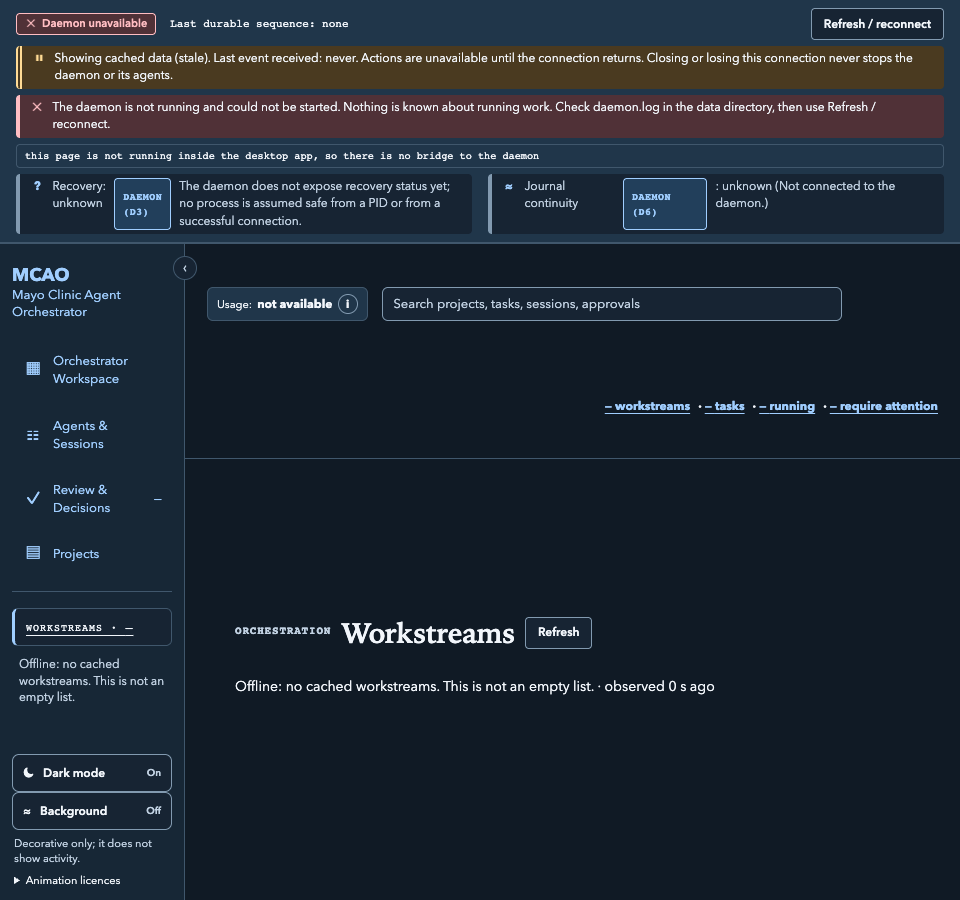 ✕ Daemon unavailable Last durable sequence: none Refresh / reconnect
Showing cached data (stale). Last event received: never. Actions are unavailable until the connection returns. Closing or losing this connection never stops the
daemon or its agents.
✕ The daemon is not running and could not be started. Nothing is known about running work. Check daemon.log in the data directory, then use Refresh /
reconnect.
this page is not running inside the desktop app, so there is no bridge to the daemon
? Recovery:
unknown
DAEMON
(D3)
The daemon does not expose recovery status yet;
no process is assumed safe from a PID or from a
successful connection.
≈ Journal
continuity
DAEMON
(D6)
: unknown (Not connected to the
daemon.)
MCAO
Mayo Clinic Agent
Orchestrator
‹
Usage: not available i
Search projects, tasks, sessions, approvals
Orchestrator
Workspace
Agents &
Sessions
Review &
Decisions –
Projects
– workstreams • – tasks • – running • – require attention
WORKSTREAMS · –
Offline: no cached
workstreams. This is not an
empty list.
ORCHESTRATION Workstreams Refresh
Offline: no cached workstreams. This is not an empty list. · observed 0 s ago
Dark mode On
≈ Background Off
Decorative only; it does not
show activity.
▶ Animation licences